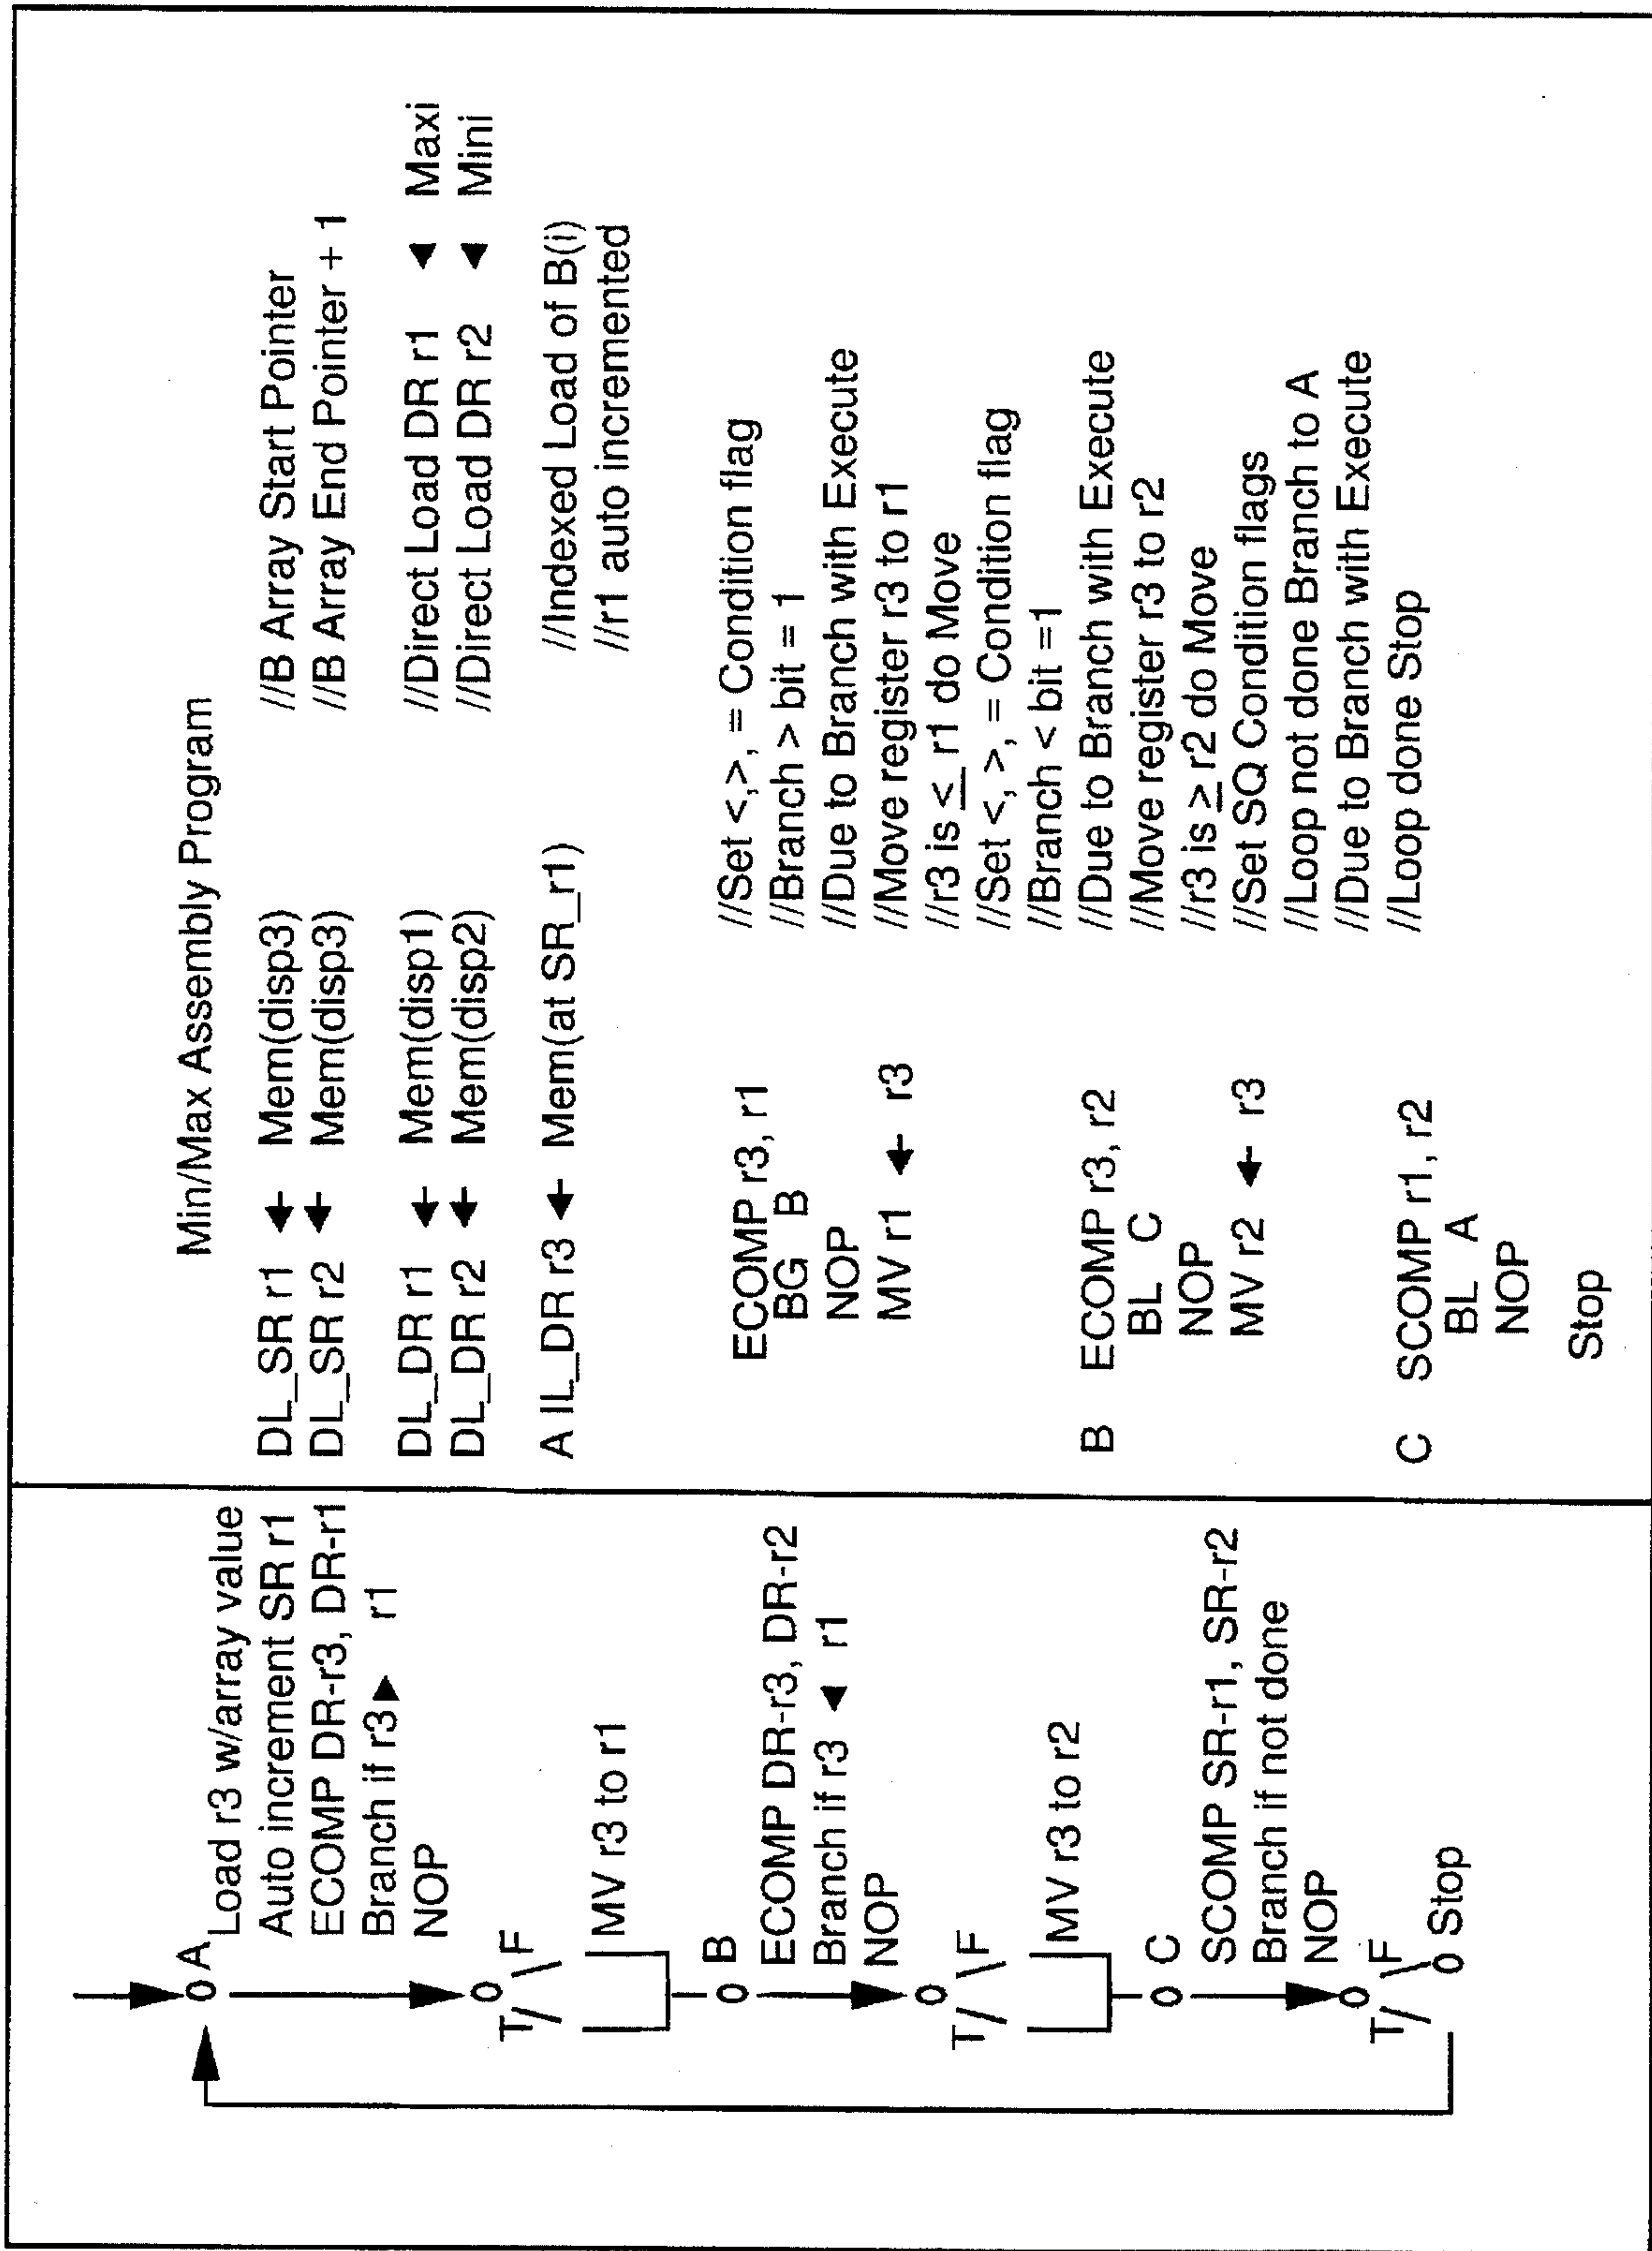 A
Load r3 w/array value
Auto increment SR r1
ECOMP DR-r3, DR-r1
Branch if r3 ▶ r1
NOP
T/ \F
MV r3 to r1
B
ECOMP DR-r3, DR-r2
Branch if r3 ◀ r1
NOP
T/ \F
MV r3 to r2
C
SCOMP SR-r1, SR-r2
Branch if not done
NOP
T/ \F
Stop
Min/Max Assembly Program
DL_SR r1 ← Mem(disp3) //B Array Start Pointer
DL_SR r2 ← Mem(disp3) //B Array End Pointer + 1
DL_DR r1 ← Mem(disp1) //Direct Load DR r1 ◀ Maxi
DL_DR r2 ← Mem(disp2) //Direct Load DR r2 ◀ Mini
A IL_DR r3 ← Mem(at SR_r1) //Indexed Load of B(i)
//r1 auto incremented
ECOMP r3, r1 //Set <,>, = Condition flag
BG B //Branch > bit = 1
NOP //Due to Branch with Execute
MV r1 ← r3 //Move register r3 to r1
//r3 is ≤ r1 do Move
B ECOMP r3, r2 //Set <, >, = Condition flag
BL C //Branch < bit =1
NOP //Due to Branch with Execute
MV r2 ← r3 //Move register r3 to r2
//r3 is ≥ r2 do Move
C SCOMP r1, r2 //Set SQ Condition flags
BL A //Loop not done Branch to A
NOP //Due to Branch with Execute
Stop //Loop done Stop